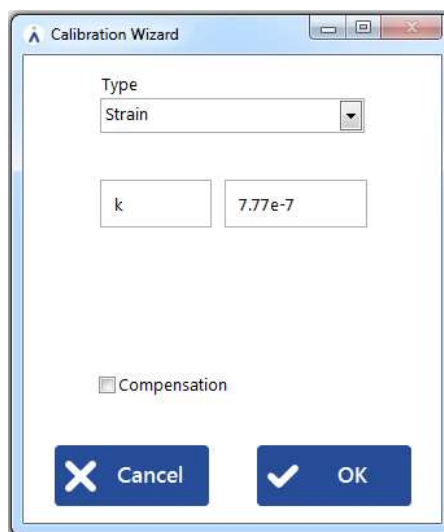 Calibration Wizard
Type
Strain
k 7.77e-7
Compensation
Cancel OK